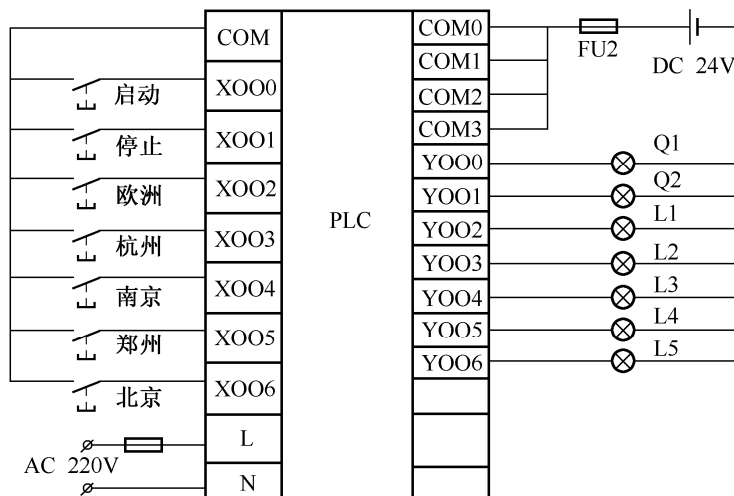 COM
XOO0
启动
XOO1
停止
XOO2
欧洲
XOO3
杭州
XOO4
南京
XOO5
郑州
XOO6
北京
L
AC 220V
N
PLC
COM0
COM1
COM2
COM3
YOO0
YOO1
YOO2
YOO3
YOO4
YOO5
YOO6
FU2
DC 24V
Q1
Q2
L1
L2
L3
L4
L5